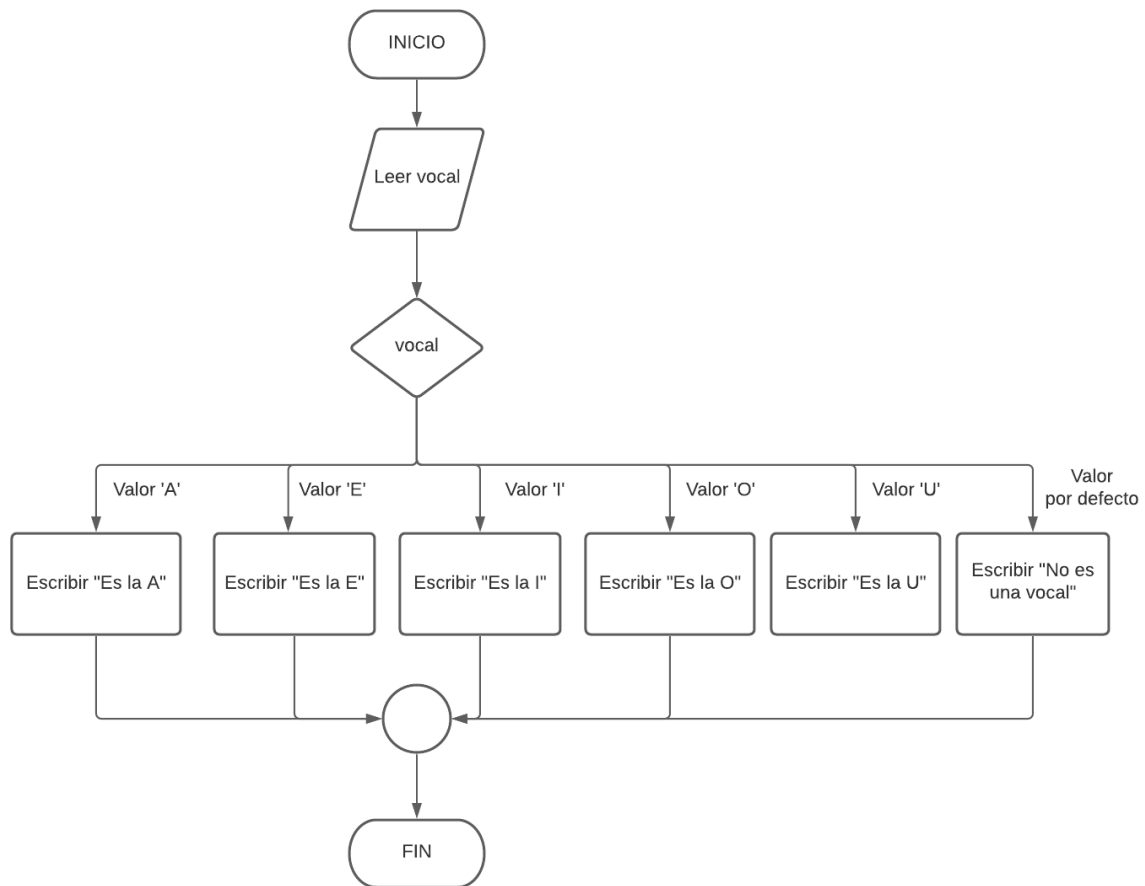 INICIO
Leer vocal
vocal
Valor 'A'
Valor 'E'
Valor 'I'
Valor 'O'
Valor 'U'
Valor
por defecto
Escribir "Es la A"
Escribir "Es la E"
Escribir "Es la I"
Escribir "Es la O"
Escribir "Es la U"
Escribir "No es
una vocal"
FIN